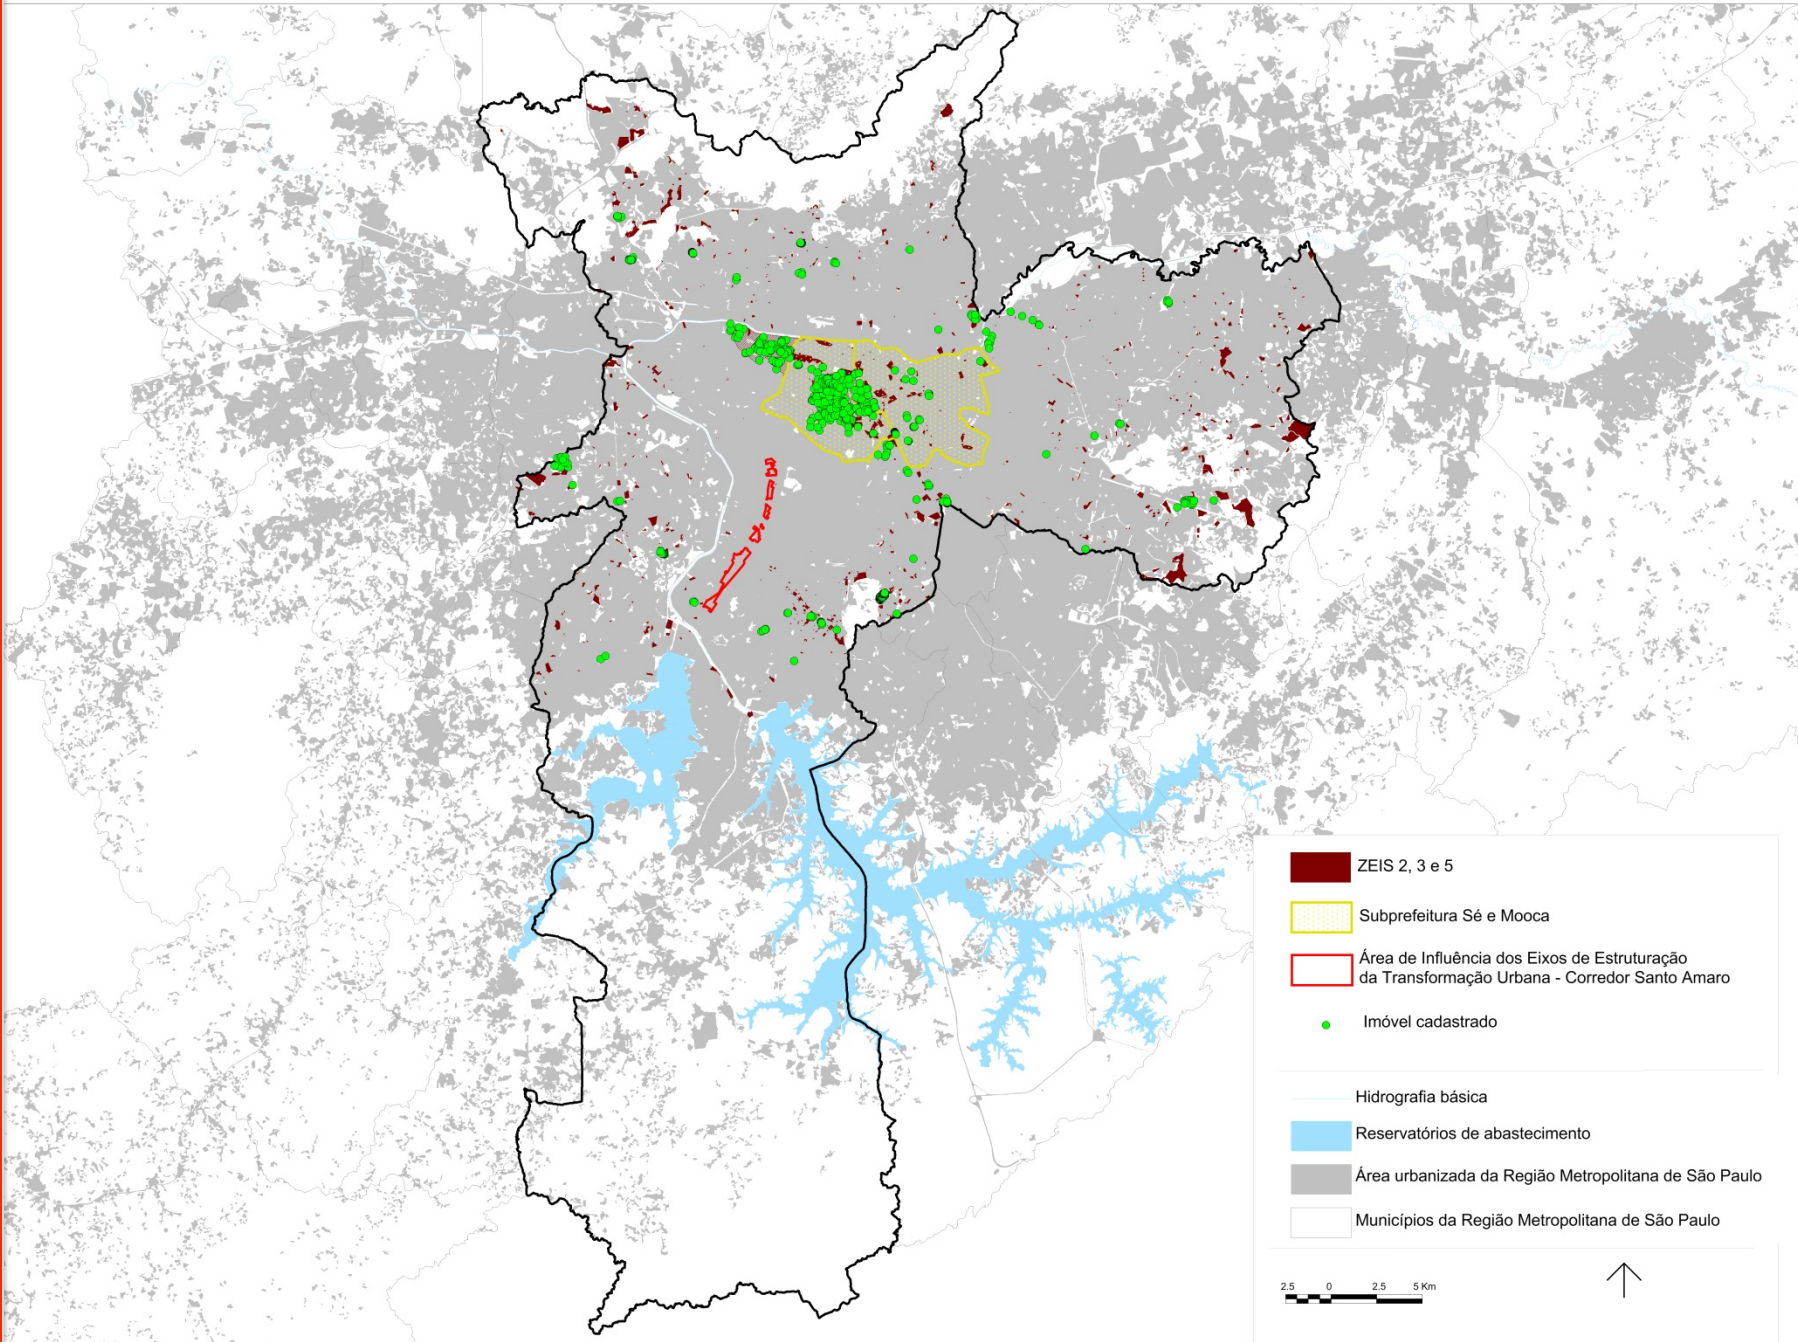 ZEIS 2, 3 e 5
Subprefeitura Sé e Mooca
Área de Influência dos Eixos de Estruturação
da Transformação Urbana - Corredor Santo Amaro
Imóvel cadastrado
Hidrografia básica
Reservatórios de abastecimento
Área urbanizada da Região Metropolitana de São Paulo
Municípios da Região Metropolitana de São Paulo
2.5 0 2.5 5 Km